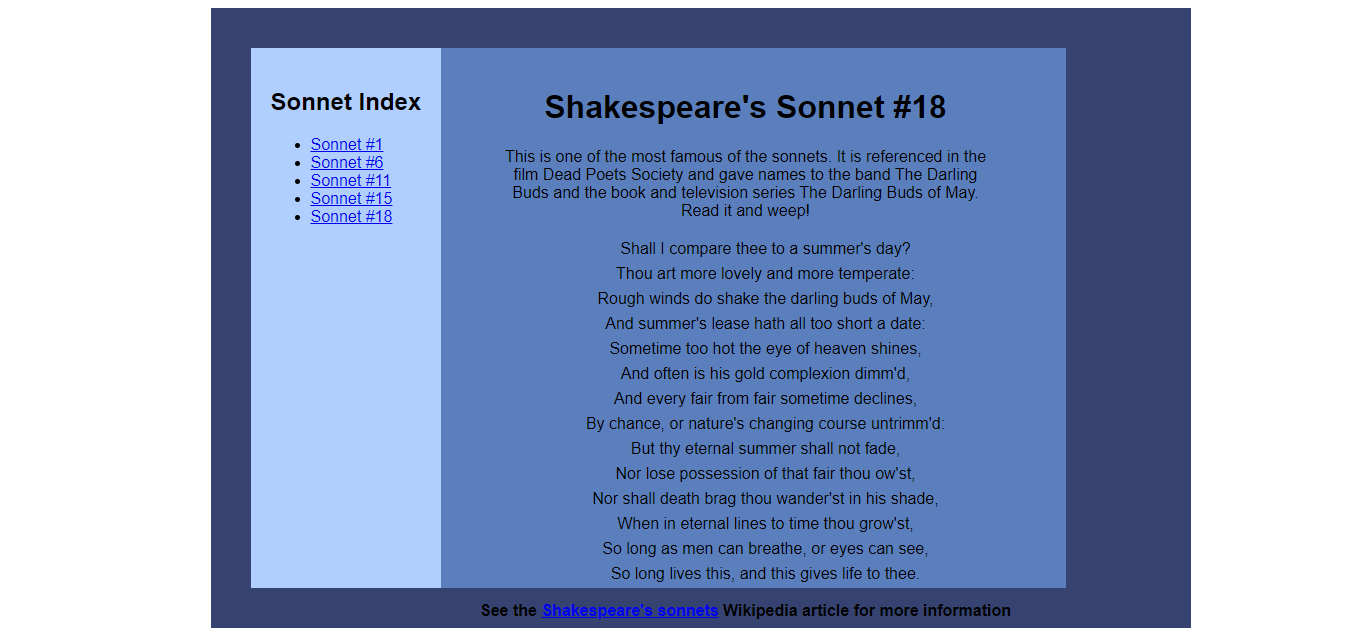 Sonnet Index
Sonnet #1
Sonnet #6
Sonnet #11
Sonnet #15
Sonnet #18
Shakespeare's Sonnet #18
This is one of the most famous of the sonnets. It is referenced in the
film Dead Poets Society and gave names to the band The Darling
Buds and the book and television series The Darling Buds of May.
Read it and weep!
Shall I compare thee to a summer's day?
Thou art more lovely and more temperate:
Rough winds do shake the darling buds of May,
And summer's lease hath all too short a date:
Sometime too hot the eye of heaven shines,
And often is his gold complexion dimm'd,
And every fair from fair sometime declines,
By chance, or nature's changing course untrimm'd:
But thy eternal summer shall not fade,
Nor lose possession of that fair thou ow'st,
Nor shall death brag thou wander'st in his shade,
When in eternal lines to time thou grow'st,
So long as men can breathe, or eyes can see,
So long lives this, and this gives life to thee.
See the Shakespeare's sonnets Wikipedia article for more information